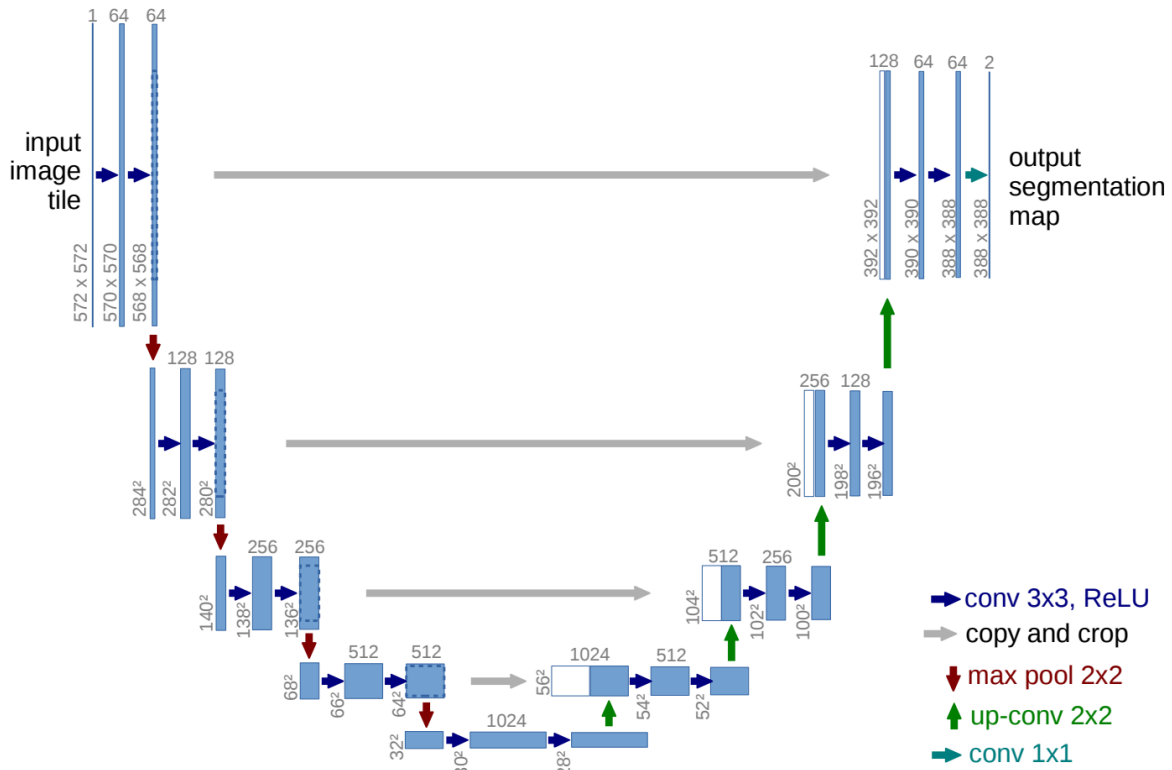 1 64 64
128 64 64 2
input
image
tile
output
segmentation
map
572 x 572
570 x 570
568 x 568
392 x 392
390 x 390
388 x 388
388 x 388
128 128
256 128
284²
282²
280²
200²
198²
196²
256 256
512 256
140²
138²
136²
104²
102²
100²
conv 3x3, ReLU
copy and crop
max pool 2x2
up-conv 2x2
conv 1x1
512 512
1024 512
68²
66²
64²
56²
54²
52²
1024
32²
30²
28²